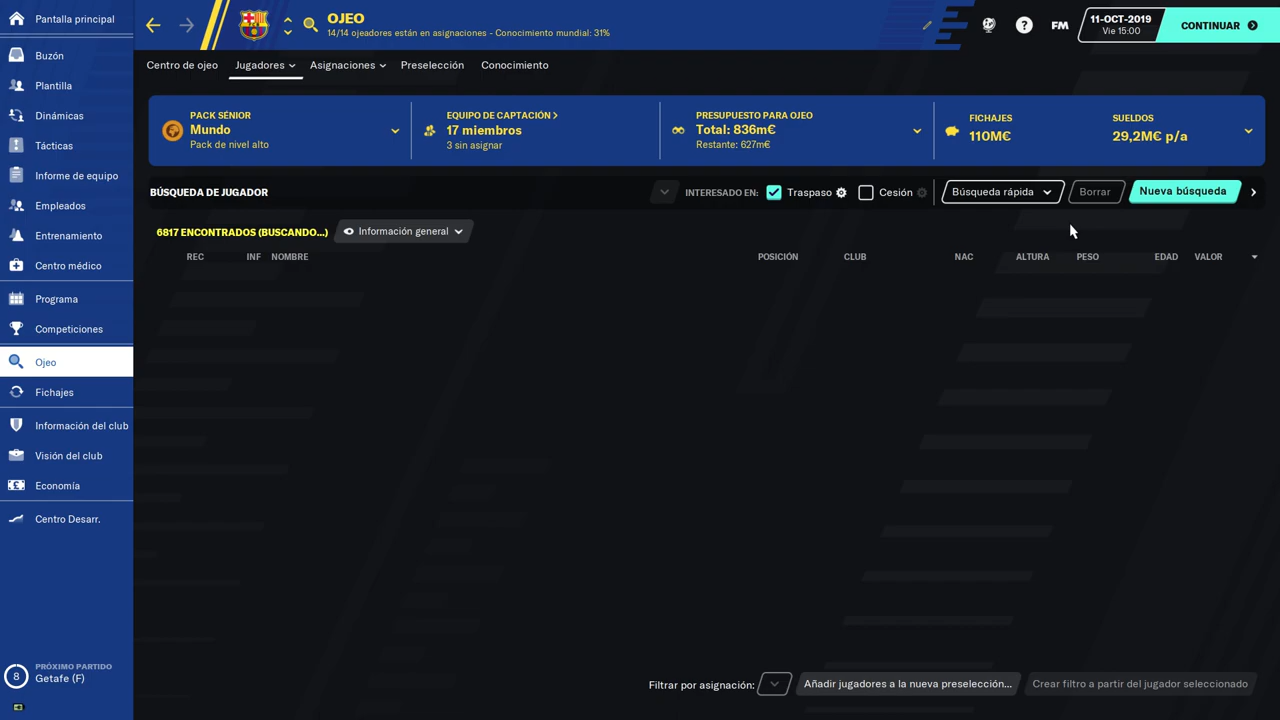 Pantalla principal
OJEO
14/14 ojeadores están en asignaciones - Conocimiento mundial: 31%
?
FM
11-OCT-2019
Vie 15:00
CONTINUAR
Buzón
Plantilla
Dinámicas
Tácticas
Informe de equipo
Empleados
Entrenamiento
Centro médico
Programa
Competiciones
Ojeo
Fichajes
Información del club
Visión del club
Economía
Centro Desarr.
PRÓXIMO PARTIDO
8
Getafe (F)
Centro de ojeo
Jugadores
Asignaciones
Preselección
Conocimiento
PACK SÉNIOR
Mundo
Pack de nivel alto
EQUIPO DE CAPTACIÓN >
17 miembros
3 sin asignar
PRESUPUESTO PARA OJEO
Total: 836m€
Restante: 627m€
FICHAJES
110M€
SUELDOS
29,2M€ p/a
BÚSQUEDA DE JUGADOR
INTERESADO EN:
Traspaso
Cesión
Búsqueda rápida
Borrar
Nueva búsqueda
6817 ENCONTRADOS (BUSCANDO...)
Información general
REC INF NOMBRE POSICIÓN CLUB NAC ALTURA PESO EDAD VALOR
Filtrar por asignación:
Añadir jugadores a la nueva preselección...
Crear filtro a partir del jugador seleccionado